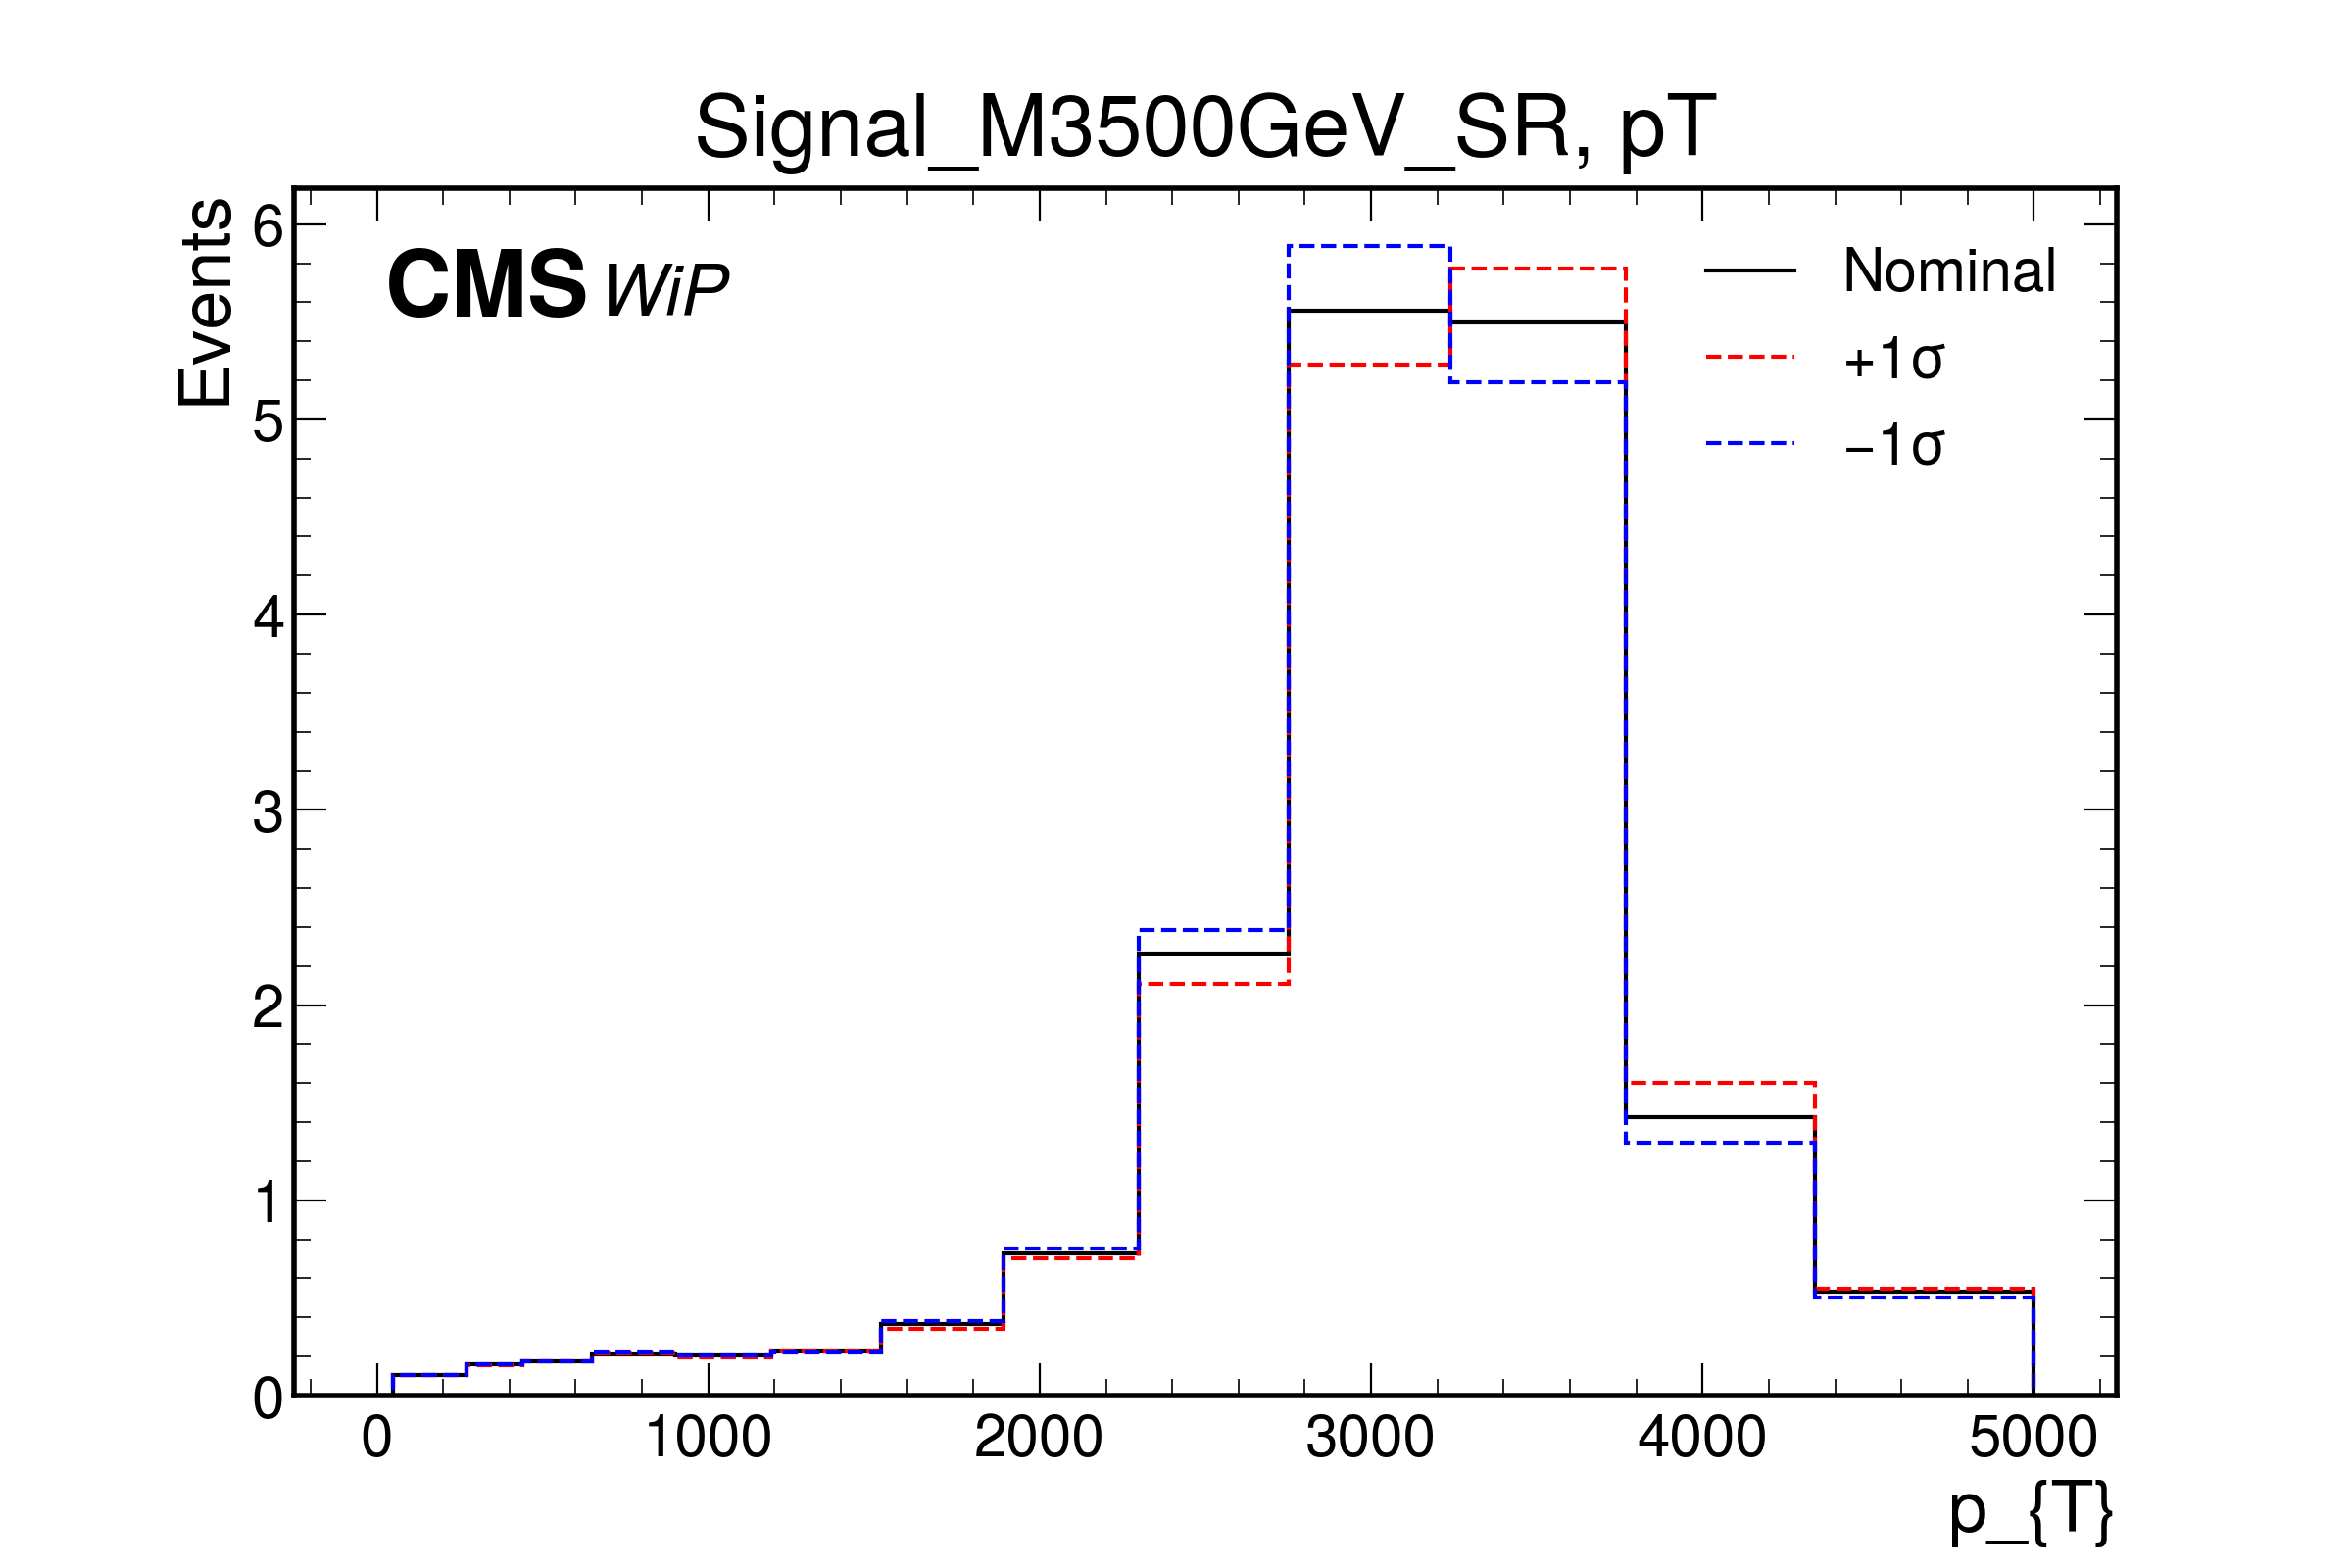 Signal_M3500GeV_SR, pT
Events
CMS WiP
Nominal
+1σ
−1σ
6
5
4
3
2
1
0
0 1000 2000 3000 4000 5000
p_{T}